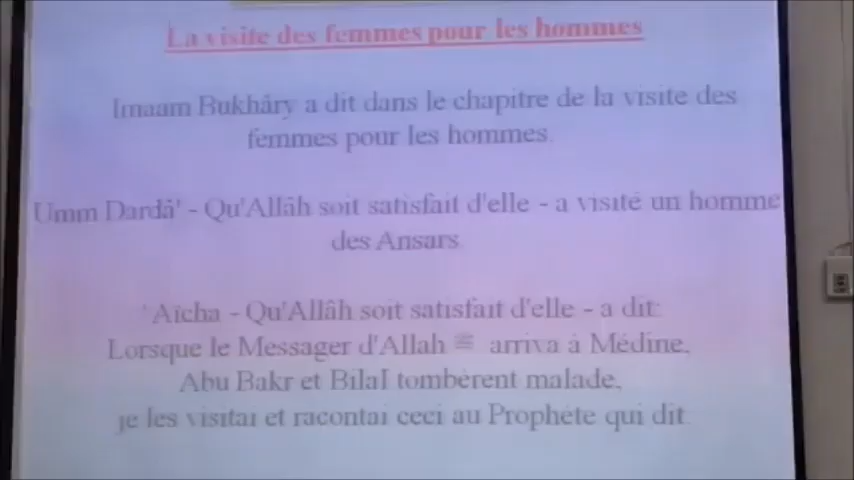 La visite des femmes pour les hommes
Imaam Bukhâry a dit dans le chapitre de la visite des
femmes pour les hommes.
Umm Dardâ' - Qu'Allâh soit satisfait d'elle - a visité un homme
des Ansars.
'Aïcha - Qu'Allâh soit satisfait d'elle - a dit:
Lorsque le Messager d'Allah ﷺ arriva à Médine,
Abu Bakr et Bilal tombèrent malade,
je les visitai et racontai ceci au Prophète qui dit: